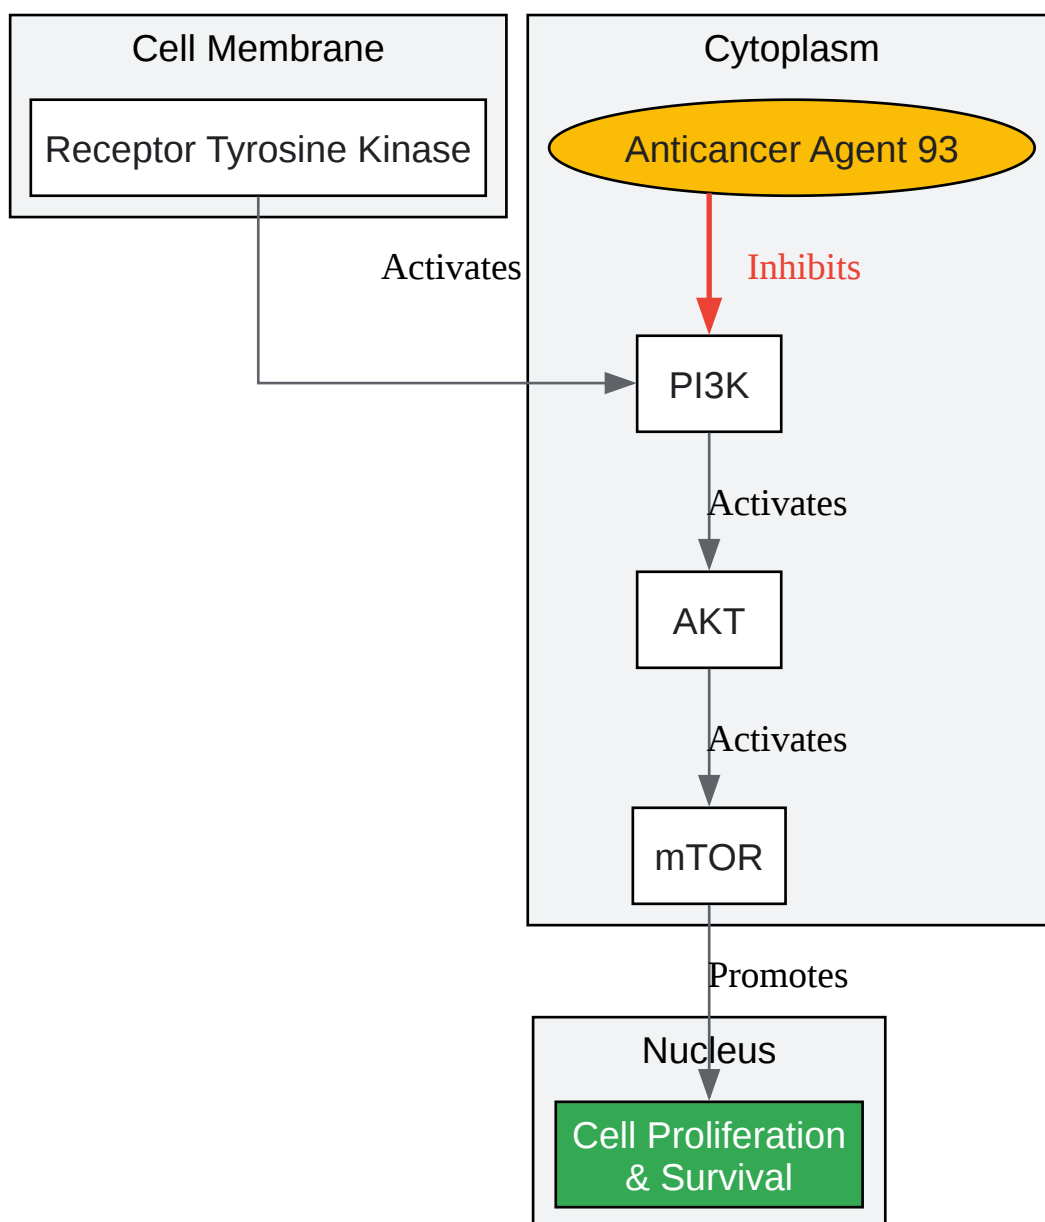 Cell Membrane
Receptor Tyrosine Kinase
Cytoplasm
Anticancer Agent 93
Activates
Inhibits
PI3K
Activates
AKT
Activates
mTOR
Promotes
Nucleus
Cell Proliferation
& Survival